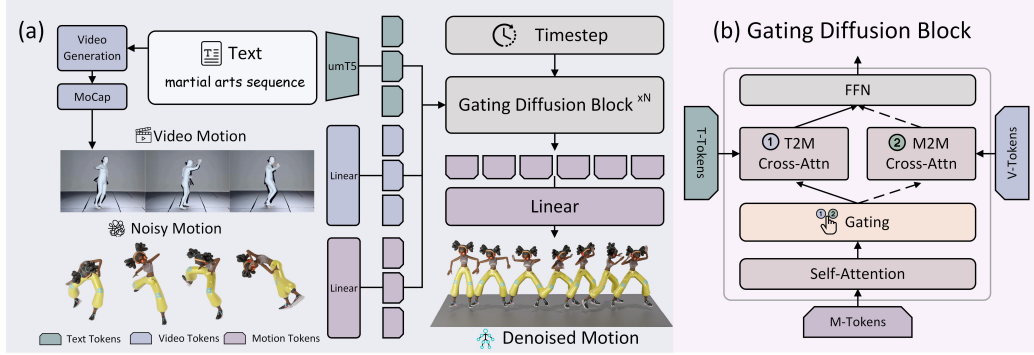 (a)
Video
Generation
MoCap
Text
martial arts sequence
umT5
Video Motion
Linear
Noisy Motion
Linear
Text Tokens
Video Tokens
Motion Tokens
Timestep
Gating Diffusion Block xN
Linear
Denoised Motion
(b) Gating Diffusion Block
FFN
T-Tokens
1 T2M
Cross-Attn
2 M2M
Cross-Attn
V-Tokens
1 2
Gating
Self-Attention
M-Tokens